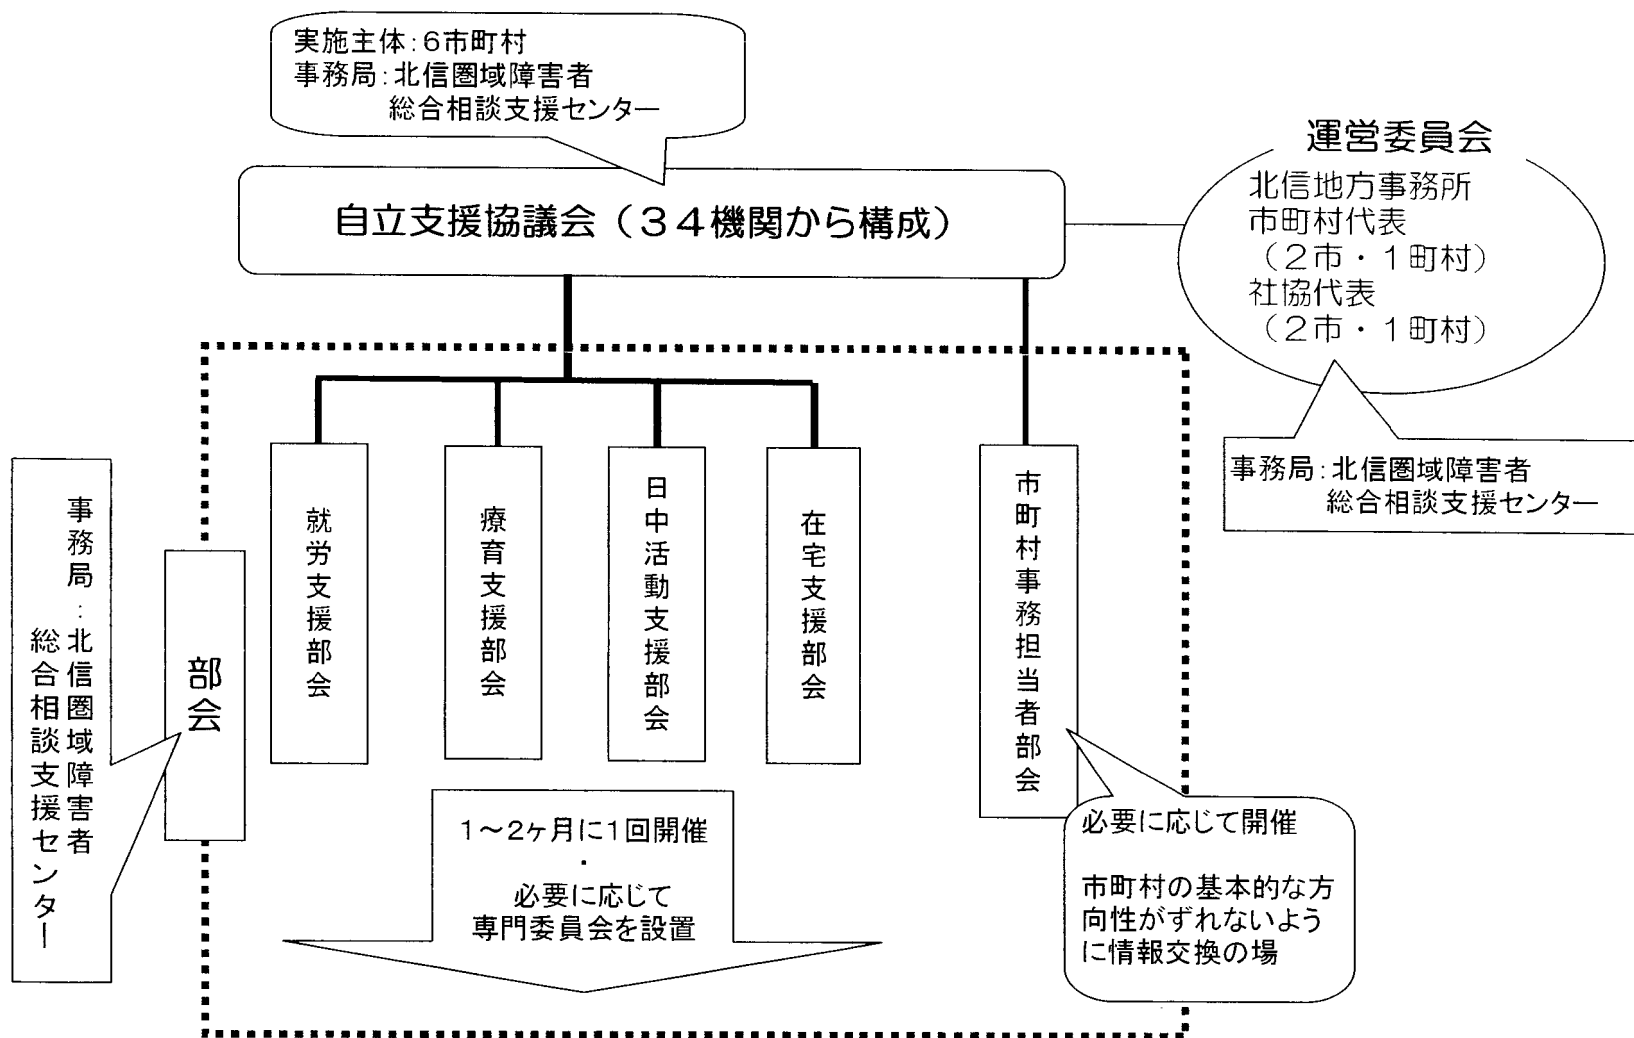 実施主体:6市町村
事務局:北信圏域障害者
総合相談支援センター
自立支援協議会(34機関から構成)
運営委員会
北信地方事務所
市町村代表
(2市・1町村)
社協代表
(2市・1町村)
事務局:北信圏域障害者
総合相談支援センター
事務局:北信圏域障害者
総合相談支援センター
部会
就労支援部会
療育支援部会
日中活動支援部会
在宅支援部会
市町村事務担当者部会
1~2ヶ月に1回開催
・
必要に応じて
専門委員会を設置
必要に応じて開催
市町村の基本的な方
向性がずれないよう
に情報交換の場